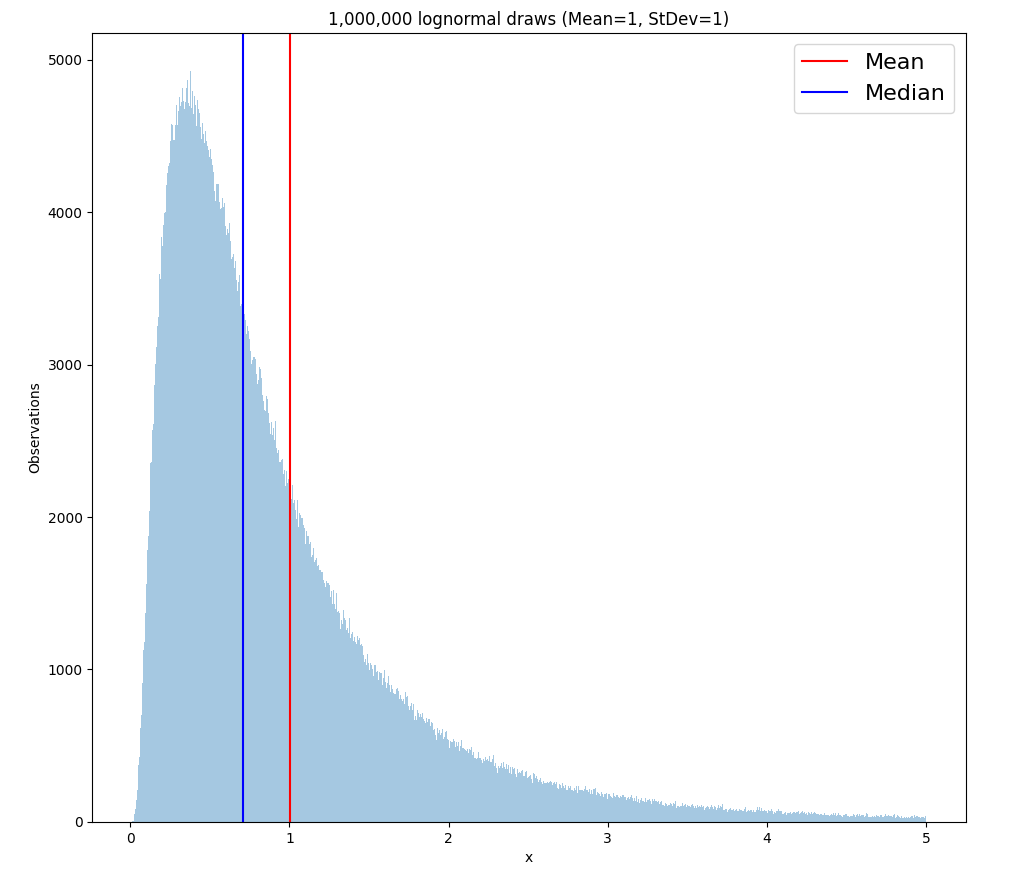 1,000,000 lognormal draws (Mean=1, StDev=1)
Mean
Median
5000
4000
3000
2000
1000
0
Observations
0 1 2 3 4 5
x